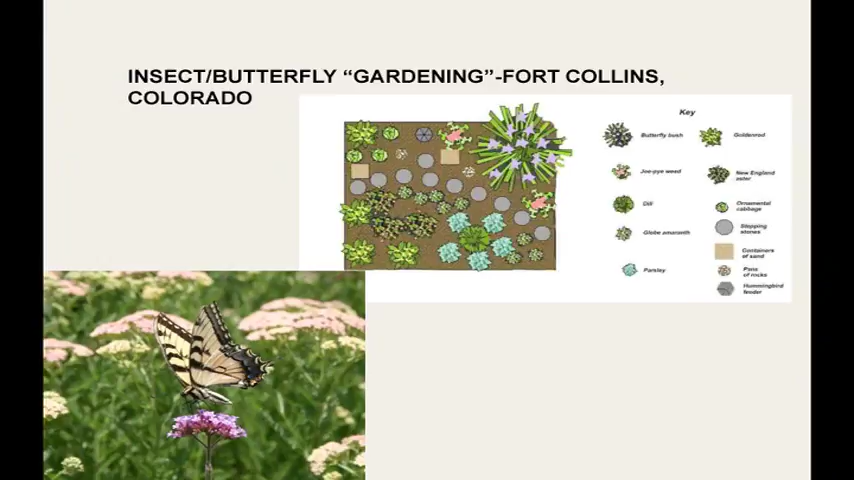 INSECT/BUTTERFLY “GARDENING”-FORT COLLINS,
COLORADO
Key
Butterfly bush
Goldenrod
Joe-pye weed
New England
aster
Dill
Ornamental
cabbage
Globe amaranth
Stepping
stones
Containers
of sand
Parsley
Pans
of rocks
Hummingbird
feeder